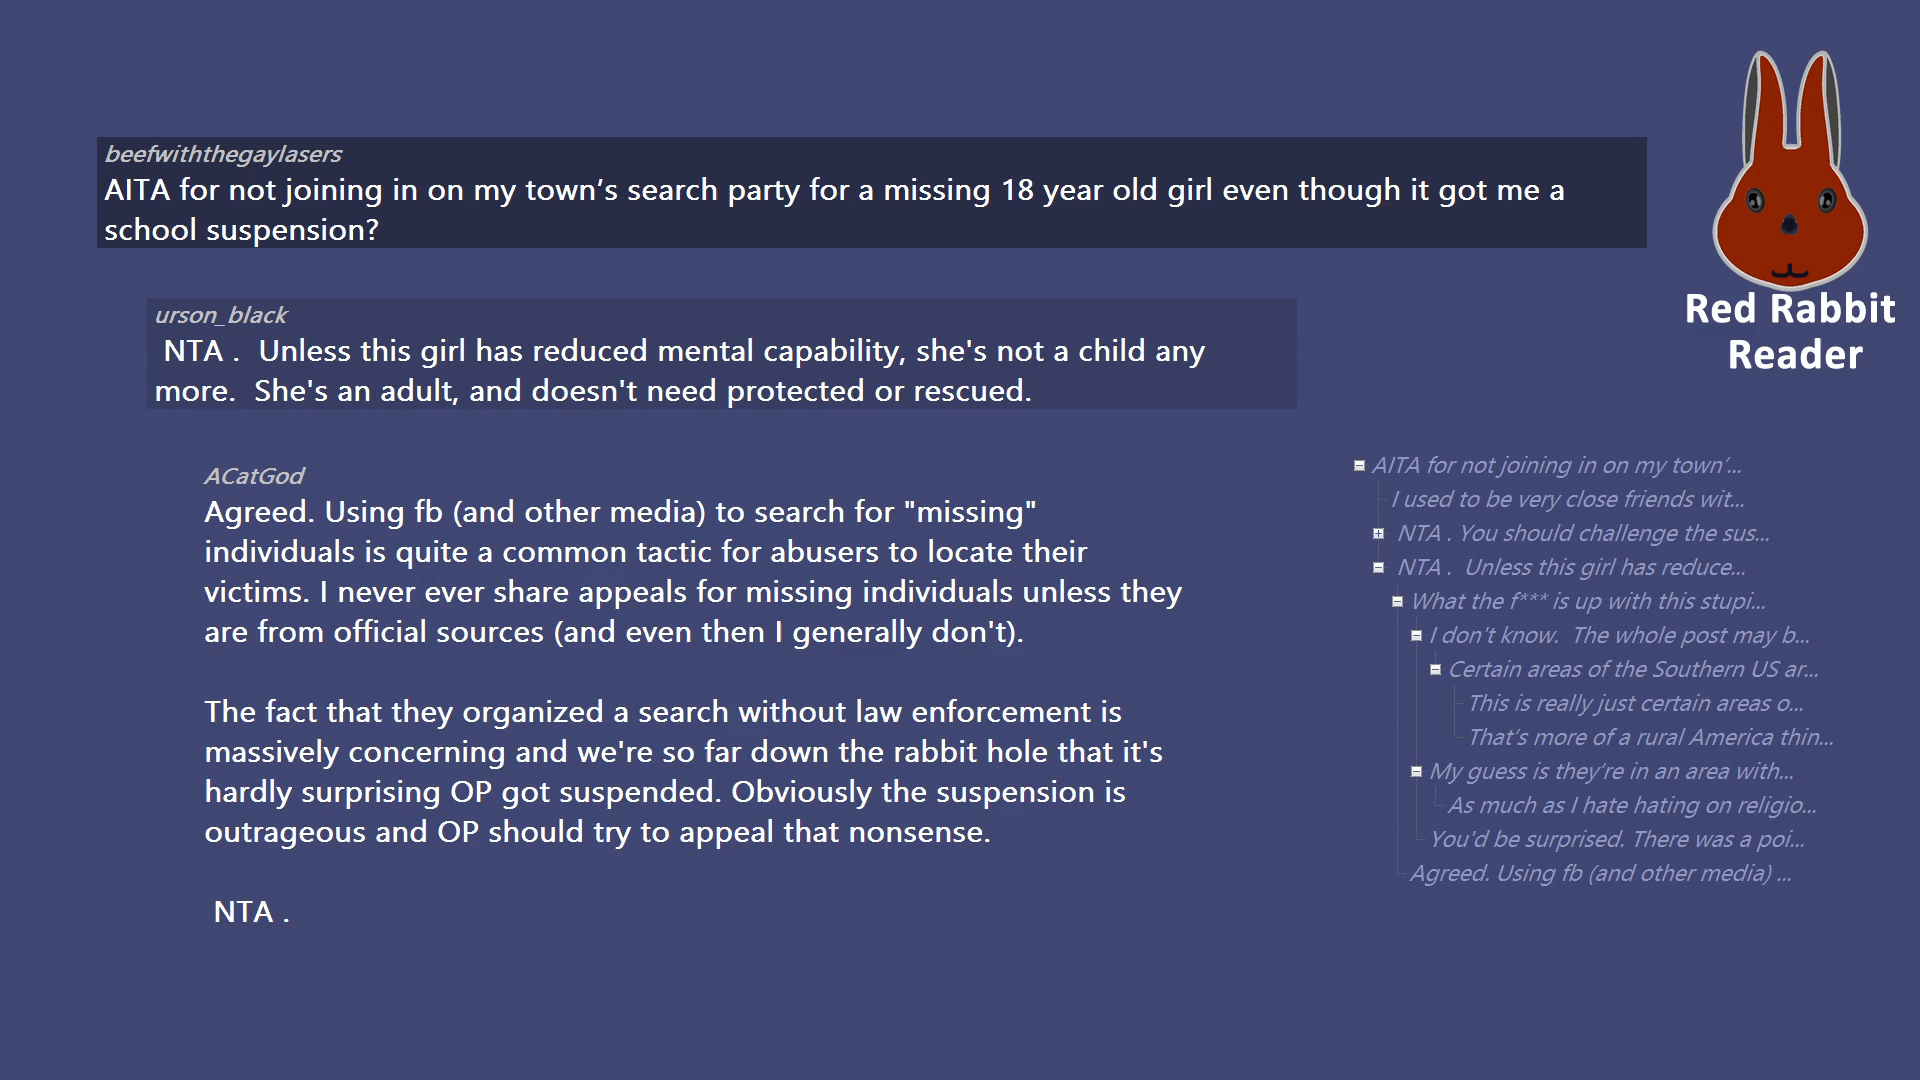 beefwiththegaylasers
AITA for not joining in on my town’s search party for a missing 18 year old girl even though it got me a
school suspension?
urson_black
NTA .  Unless this girl has reduced mental capability, she's not a child any
more.  She's an adult, and doesn't need protected or rescued.
ACatGod
Agreed. Using fb (and other media) to search for "missing"
individuals is quite a common tactic for abusers to locate their
victims. I never ever share appeals for missing individuals unless they
are from official sources (and even then I generally don't).
The fact that they organized a search without law enforcement is
massively concerning and we're so far down the rabbit hole that it's
hardly surprising OP got suspended. Obviously the suspension is
outrageous and OP should try to appeal that nonsense.
NTA .
Red Rabbit
Reader
AITA for not joining in on my town’...
I used to be very close friends wit...
NTA . You should challenge the sus...
NTA .  Unless this girl has reduce...
What the f*** is up with this stupi...
I don't know.  The whole post may b...
Certain areas of the Southern US ar...
This is really just certain areas o...
That’s more of a rural America thin...
My guess is they’re in an area with...
As much as I hate hating on religio...
You'd be surprised. There was a poi...
Agreed. Using fb (and other media) ...